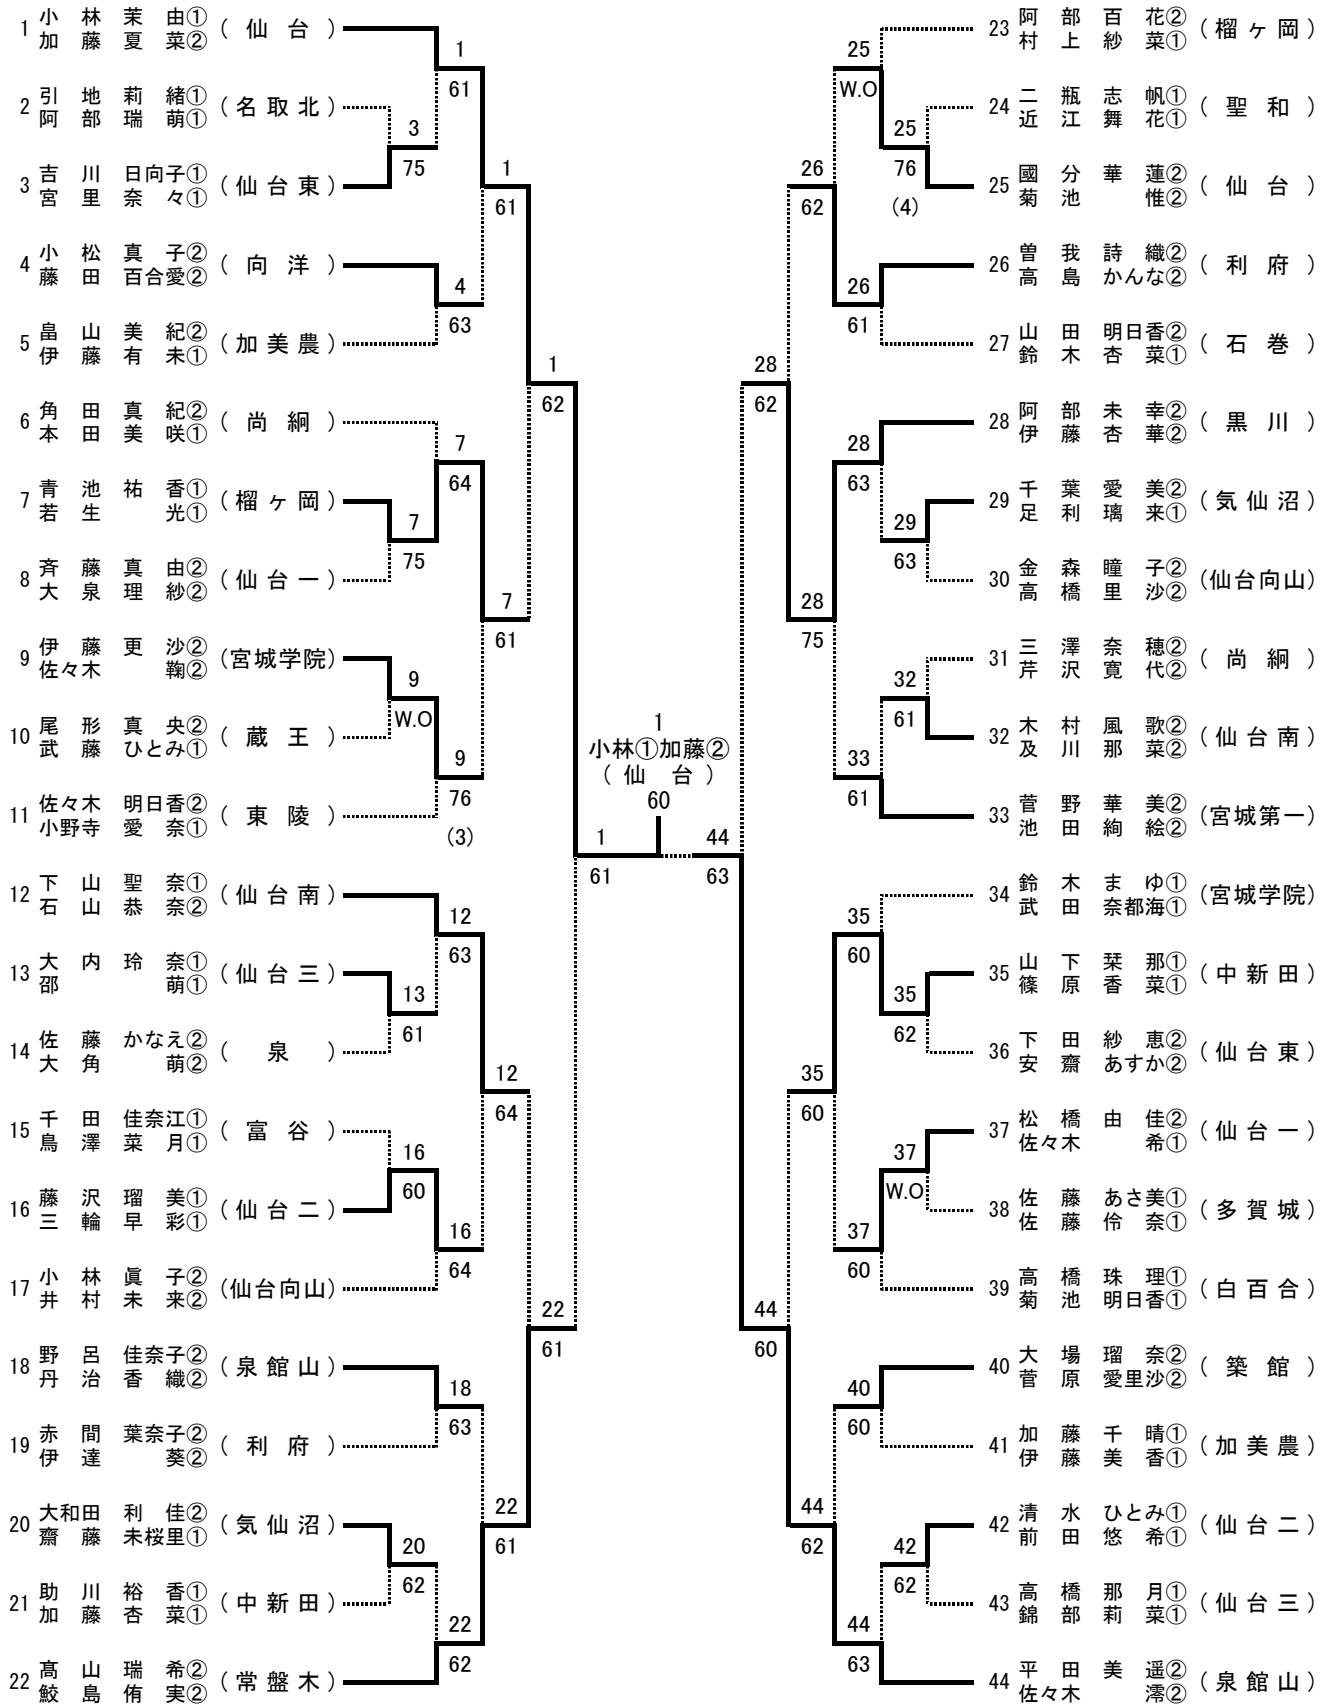 1 小林 茉由① 加藤 夏菜② (仙台)
2 引地 莉緒① 阿部 瑞萌① (名取北)
3 吉川 日向子① 宮里 奈々① (仙台東)
4 小松 真子② 藤田 百合愛② (向洋)
5 畠山 美紀② 伊藤 有未① (加美農)
6 角田 真紀② 本田 美咲① (尚絅)
7 青池 祐香① 若生 光① (榴ヶ岡)
8 斉藤 真由② 大泉 理紗② (仙台一)
9 伊藤 更沙② 佐々木 鞠② (宮城学院)
10 尾形 真央② 武藤 ひとみ① (蔵王)
11 佐々木 明日香② 小野寺 愛奈① (東陵)
12 下山 聖奈① 石山 恭奈② (仙台南)
13 大内 玲奈① 邵 萌① (仙台三)
14 佐藤 かなえ② 大角 萌② (泉)
15 千田 佳奈江① 鳥澤 菜月① (富谷)
16 藤沢 瑠美① 三輪 早彩① (仙台二)
17 小林 眞子② 井村 未来② (仙台向山)
18 野呂 佳奈子② 丹治 香織② (泉館山)
19 赤間 葉奈子② 伊達 葵② (利府)
20 大和田 利佳② 齋藤 未桜里① (気仙沼)
21 助川 裕香① 加藤 杏菜① (中新田)
22 髙山 瑞希② 鮫島 侑実② (常盤木)
3
75
7
75
9
W.O
13
61
16
60
20
62
1
61
4
63
7
64
9
76
(3)
12
63
16
64
18
63
22
62
1
61
7
61
12
64
22
61
1
62
22
61
1
61
1
小林①加藤②
(仙台)
60
44
63
28
62
44
60
26
62
28
75
35
60
44
62
25
W.O
26
61
28
63
33
61
35
60
37
60
40
60
44
63
25
76
(4)
29
63
32
61
35
62
37
W.O
42
62
23 阿部 百花② 村上 紗菜① (榴ヶ岡)
24 二瓶 志帆① 近江 舞花① (聖和)
25 國分 華蓮② 菊池 惟② (仙台)
26 曽我 詩織② 高島 かんな② (利府)
27 山田 明日香② 鈴木 杏菜① (石巻)
28 阿部 未幸② 伊藤 杏華② (黒川)
29 千葉 愛美② 足利 璃来① (気仙沼)
30 金森 瞳子② 高橋 里沙② (仙台向山)
31 三澤 奈穂② 芹沢 寛代② (尚絅)
32 木村 風歌② 及川 那菜② (仙台南)
33 菅野 華美② 池田 絢絵② (宮城第一)
34 鈴木 まゆ① 武田 奈都海① (宮城学院)
35 山下 栞那① 篠原 香菜① (中新田)
36 下田 紗恵② 安齋 あすか② (仙台東)
37 松橋 由佳② 佐々木 希① (仙台一)
38 佐藤 あさ美① 佐藤 伶奈① (多賀城)
39 高橋 珠理① 菊池 明日香① (白百合)
40 大場 瑠奈② 菅原 愛里沙② (築館)
41 加藤 千晴① 伊藤 美香① (加美農)
42 清水 ひとみ① 前田 悠希① (仙台二)
43 高橋 那月① 錦部 莉菜① (仙台三)
44 平田 美遥② 佐々木 澪② (泉館山)